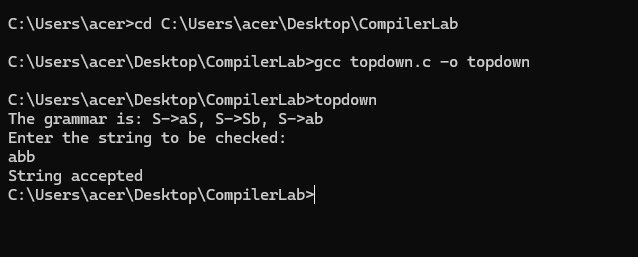 C:\Users\acer>cd C:\Users\acer\Desktop\CompilerLab
C:\Users\acer\Desktop\CompilerLab>gcc topdown.c -o topdown
C:\Users\acer\Desktop\CompilerLab>topdown
The grammar is: S->aS, S->Sb, S->ab
Enter the string to be checked:
abb
String accepted
C:\Users\acer\Desktop\CompilerLab>